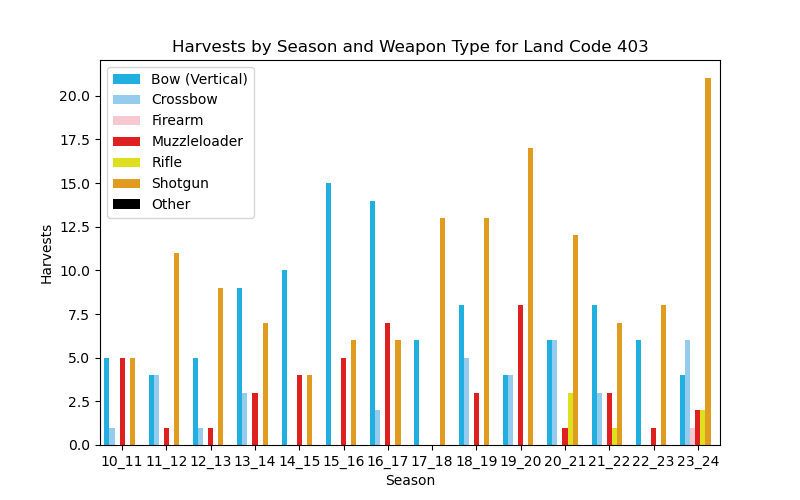 Harvests by Season and Weapon Type for Land Code 403
Bow (Vertical)
Crossbow
Firearm
Muzzleloader
Rifle
Shotgun
Other
Harvests
20.0
17.5
15.0
12.5
10.0
7.5
5.0
2.5
0.0
10_11 11_12 12_13 13_14 14_15 15_16 16_17 17_18 18_19 19_20 20_21 21_22 22_23 23_24
Season